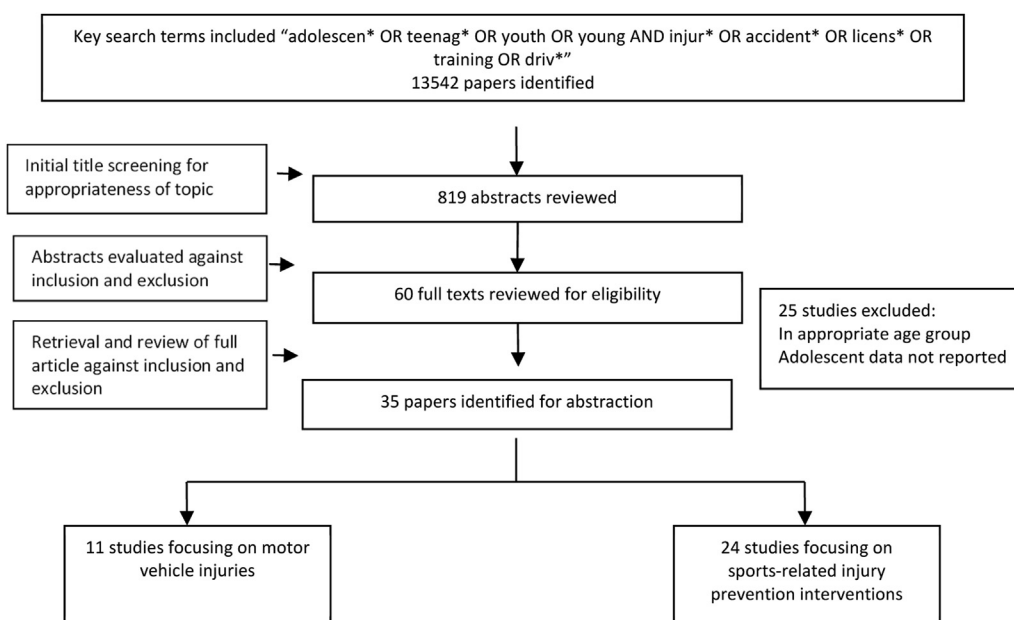 Key search terms included “adolescen* OR teenag* OR youth OR young AND injur* OR accident* OR licens* OR
training OR driv*”
13542 papers identified
Initial title screening for
appropriateness of topic
819 abstracts reviewed
Abstracts evaluated against
inclusion and exclusion
60 full texts reviewed for eligibility
25 studies excluded:
In appropriate age group
Adolescent data not reported
Retrieval and review of full
article against inclusion and
exclusion
35 papers identified for abstraction
11 studies focusing on motor
vehicle injuries
24 studies focusing on
sports-related injury
prevention interventions